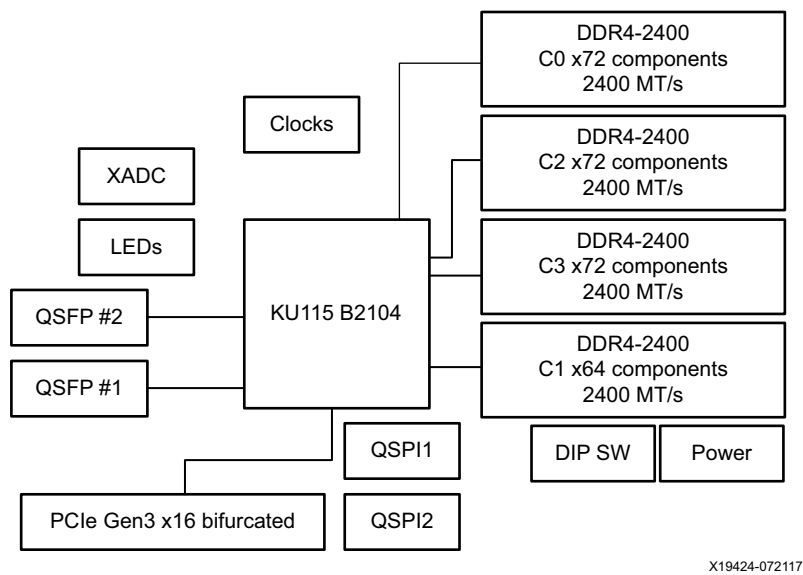 DDR4-2400
C0 x72 components
2400 MT/s
Clocks
DDR4-2400
C2 x72 components
2400 MT/s
XADC
LEDs
DDR4-2400
C3 x72 components
2400 MT/s
QSFP #2
KU115 B2104
DDR4-2400
C1 x64 components
2400 MT/s
QSFP #1
QSPI1
DIP SW
Power
PCIe Gen3 x16 bifurcated
QSPI2
X19424-072117